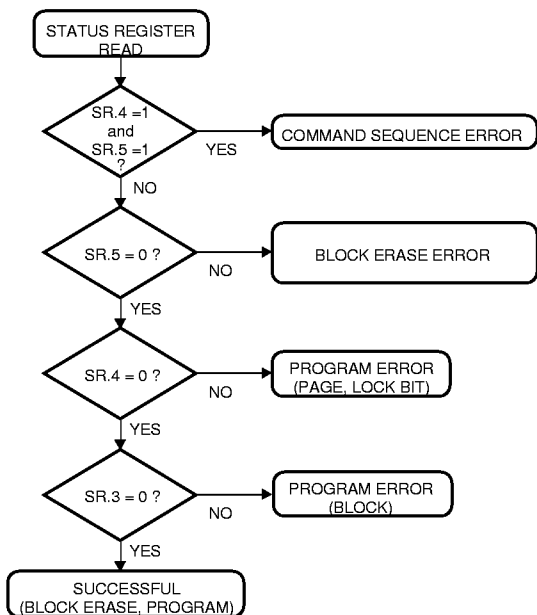 STATUS REGISTER
READ
SR.4 =1
and
SR.5 =1
?
YES
COMMAND SEQUENCE ERROR
NO
SR.5 = 0 ?
NO
BLOCK ERASE ERROR
YES
SR.4 = 0 ?
NO
PROGRAM ERROR
(PAGE, LOCK BIT)
YES
SR.3 = 0 ?
NO
PROGRAM ERROR
(BLOCK)
YES
SUCCESSFUL
(BLOCK ERASE, PROGRAM)